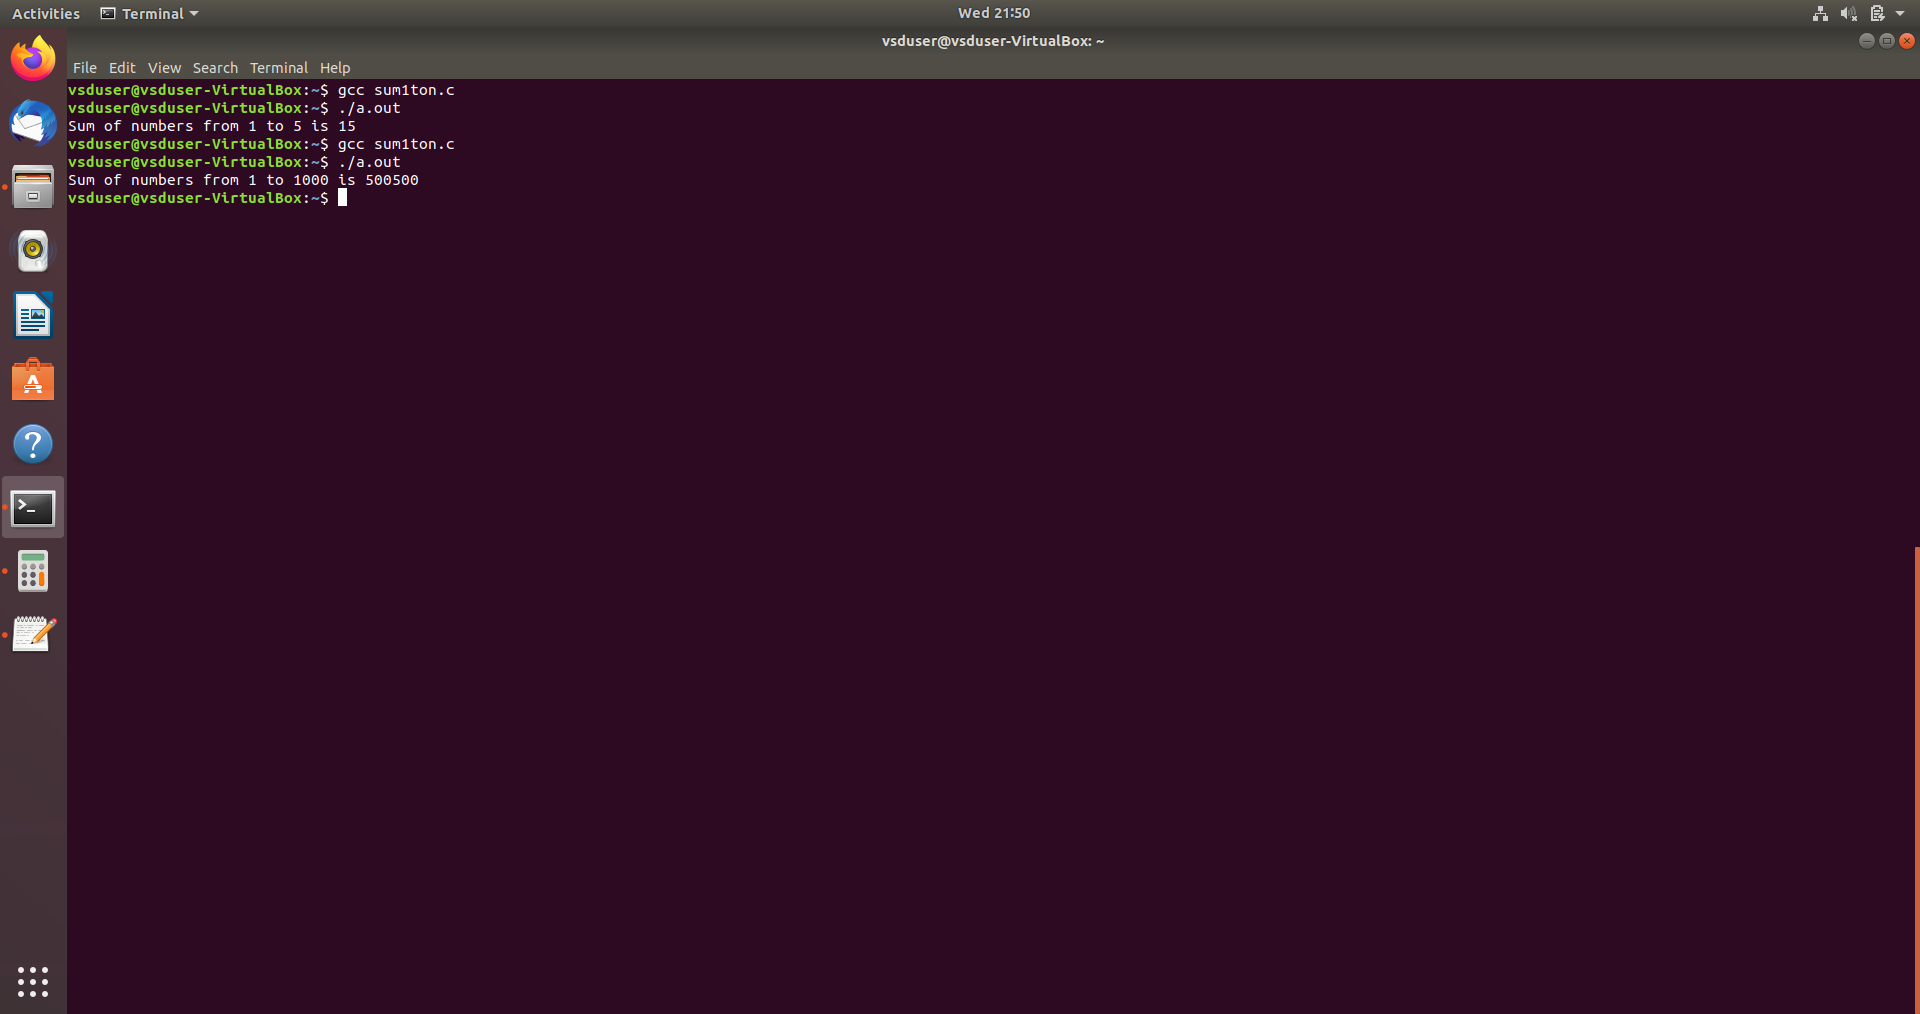 Activities Terminal Wed 21:50
vsduser@vsduser-VirtualBox: ~
File Edit View Search Terminal Help
vsduser@vsduser-VirtualBox:~$ gcc sum1ton.c
vsduser@vsduser-VirtualBox:~$ ./a.out
Sum of numbers from 1 to 5 is 15
vsduser@vsduser-VirtualBox:~$ gcc sum1ton.c
vsduser@vsduser-VirtualBox:~$ ./a.out
Sum of numbers from 1 to 1000 is 500500
vsduser@vsduser-VirtualBox:~$